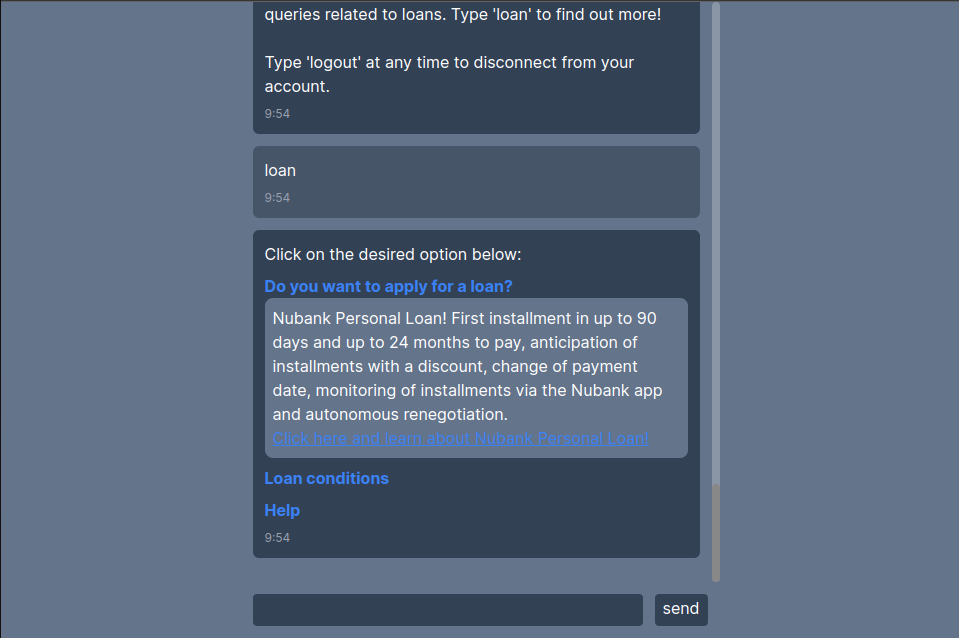 queries related to loans. Type 'loan' to find out more!
Type 'logout' at any time to disconnect from your
account.
9:54
loan
9:54
Click on the desired option below:
Do you want to apply for a loan?
Nubank Personal Loan! First installment in up to 90
days and up to 24 months to pay, anticipation of
installments with a discount, change of payment
date, monitoring of installments via the Nubank app
and autonomous renegotiation.
Click here and learn about Nubank Personal Loan!
Loan conditions
Help
9:54
send